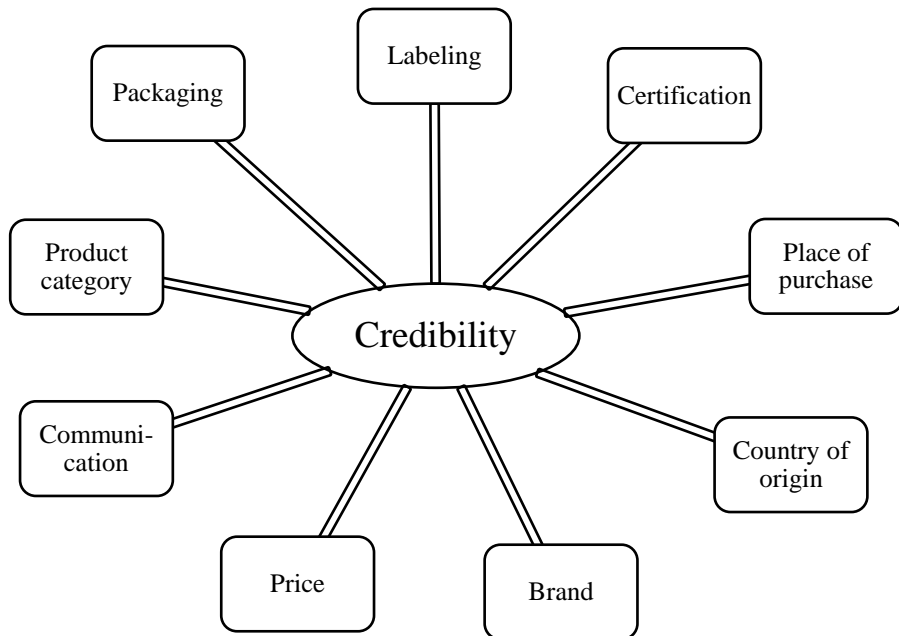 Labeling
Packaging
Certification
Product
category
Place of
purchase
Credibility
Communi-
cation
Country of
origin
Price
Brand